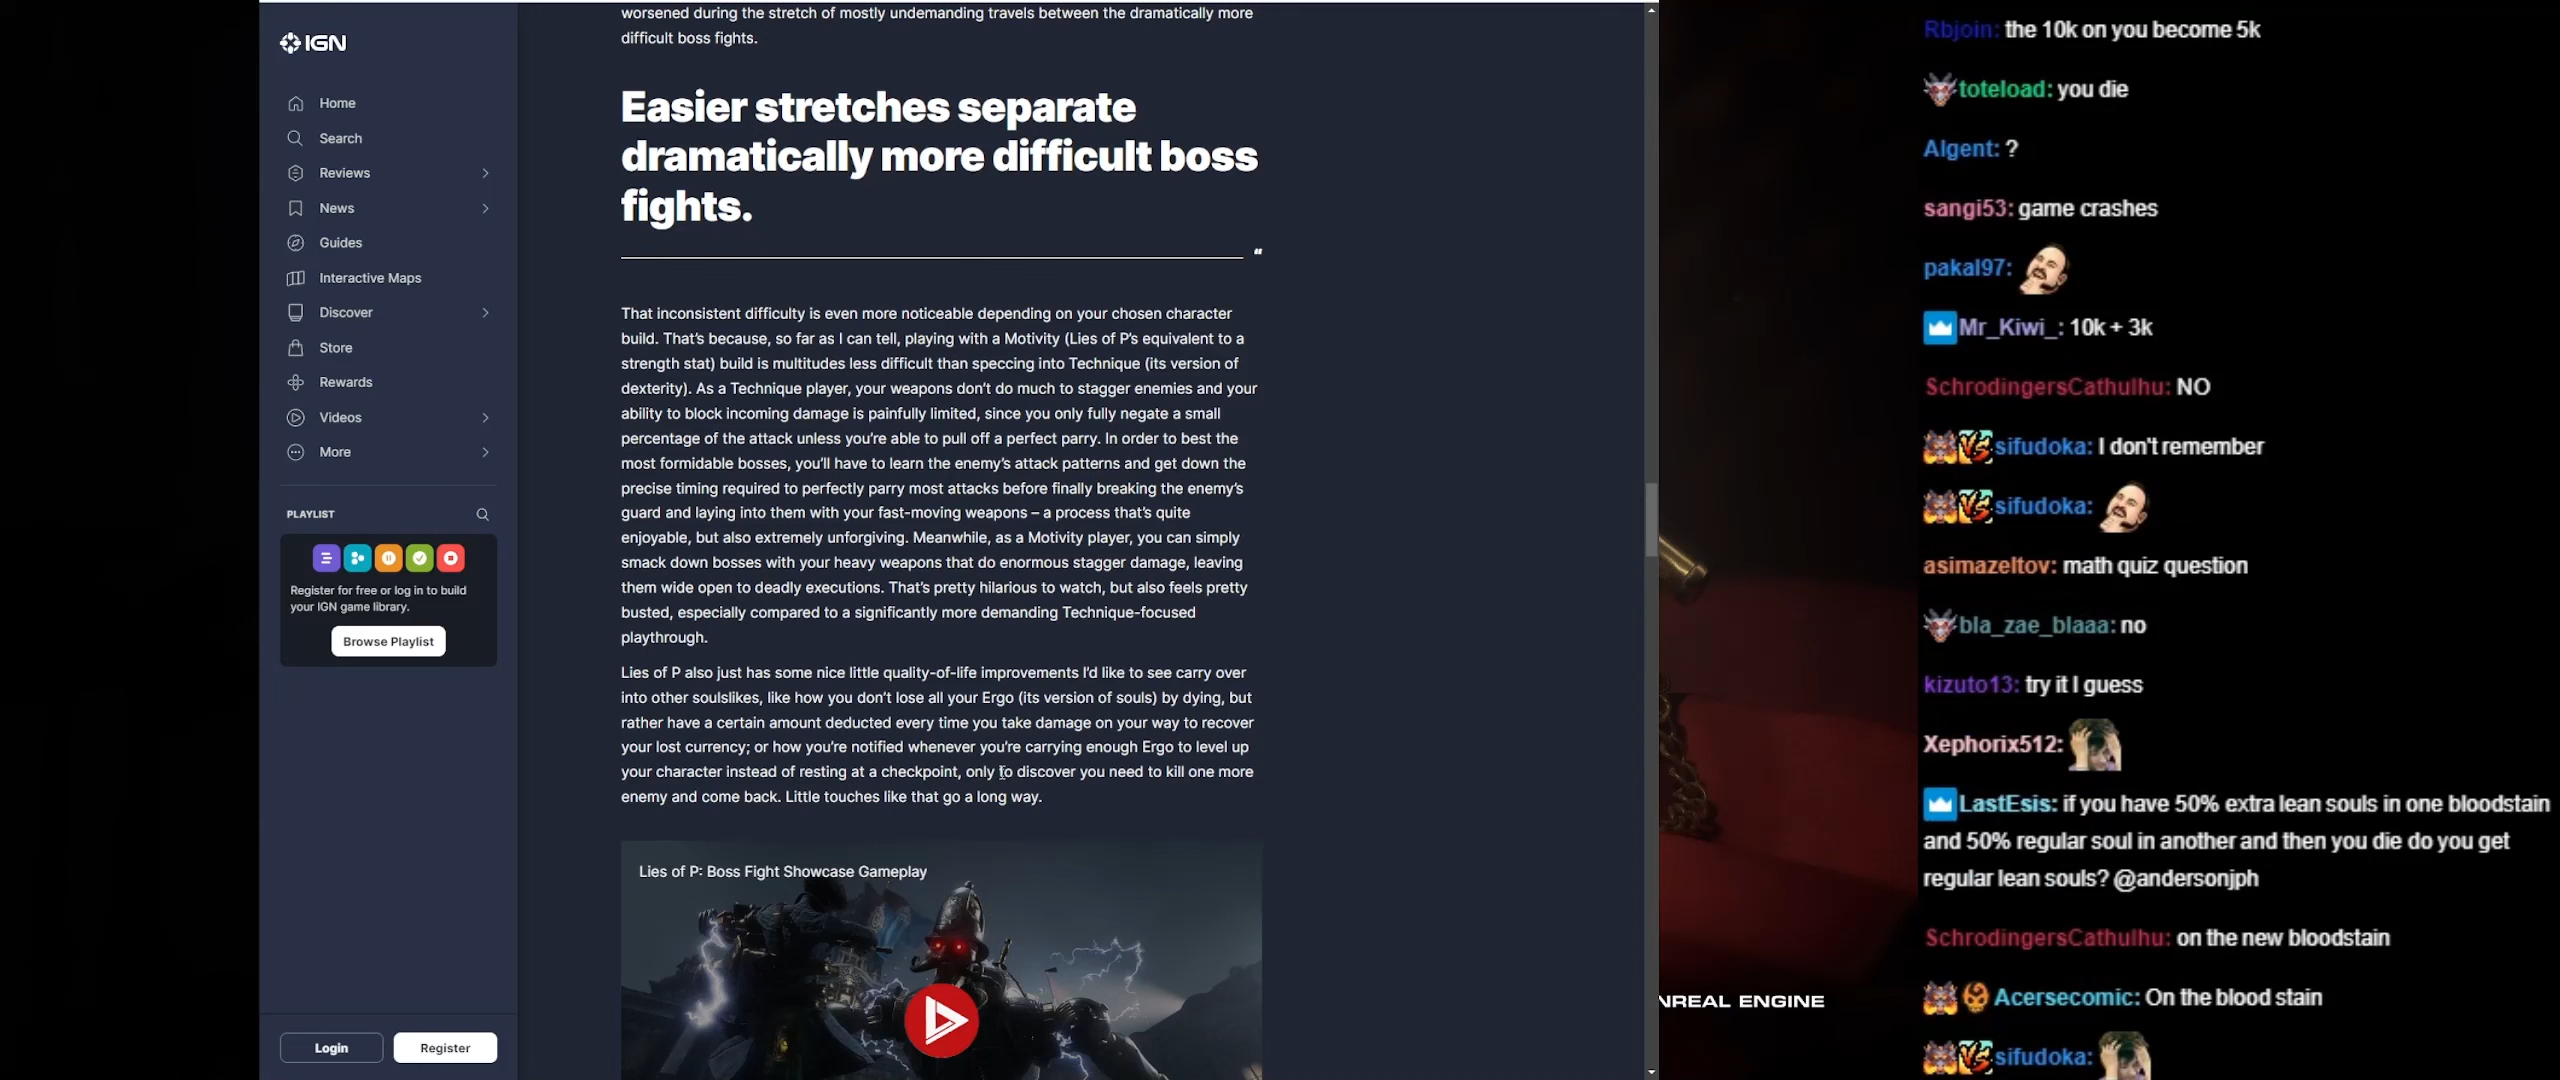 IGN
Home
Search
Reviews
News
Guides
Interactive Maps
Discover
Store
Rewards
Videos
More
PLAYLIST
Register for free or log in to build
your IGN game library.
Browse Playlist
Login
Register
worsened during the stretch of mostly undemanding travels between the dramatically more
difficult boss fights.
Easier stretches separate
dramatically more difficult boss
fights.
“
That inconsistent difficulty is even more noticeable depending on your chosen character
build. That’s because, so far as I can tell, playing with a Motivity (Lies of P’s equivalent to a
strength stat) build is multitudes less difficult than speccing into Technique (its version of
dexterity). As a Technique player, your weapons don’t do much to stagger enemies and your
ability to block incoming damage is painfully limited, since you only fully negate a small
percentage of the attack unless you’re able to pull off a perfect parry. In order to best the
most formidable bosses, you’ll have to learn the enemy’s attack patterns and get down the
precise timing required to perfectly parry most attacks before finally breaking the enemy’s
guard and laying into them with your fast-moving weapons – a process that’s quite
enjoyable, but also extremely unforgiving. Meanwhile, as a Motivity player, you can simply
smack down bosses with your heavy weapons that do enormous stagger damage, leaving
them wide open to deadly executions. That’s pretty hilarious to watch, but also feels pretty
busted, especially compared to a significantly more demanding Technique-focused
playthrough.
Lies of P also just has some nice little quality-of-life improvements I’d like to see carry over
into other soulslikes, like how you don’t lose all your Ergo (its version of souls) by dying, but
rather have a certain amount deducted every time you take damage on your way to recover
your lost currency; or how you’re notified whenever you’re carrying enough Ergo to level up
your character instead of resting at a checkpoint, only to discover you need to kill one more
enemy and come back. Little touches like that go a long way.
Lies of P: Boss Fight Showcase Gameplay
NREAL ENGINE
Rbjoin: the 10k on you become 5k
toteload: you die
Algent: ?
sangi53: game crashes
pakal97:
Mr_Kiwi_: 10k + 3k
SchrodingersCathulhu: NO
sifudoka: I don't remember
sifudoka:
asimazeltov: math quiz question
bla_zae_blaaa: no
kizuto13: try it I guess
Xephorix512:
LastEsis: if you have 50% extra lean souls in one bloodstain
and 50% regular soul in another and then you die do you get
regular lean souls? @andersonjph
SchrodingersCathulhu: on the new bloodstain
Acersecomic: On the blood stain
sifudoka: